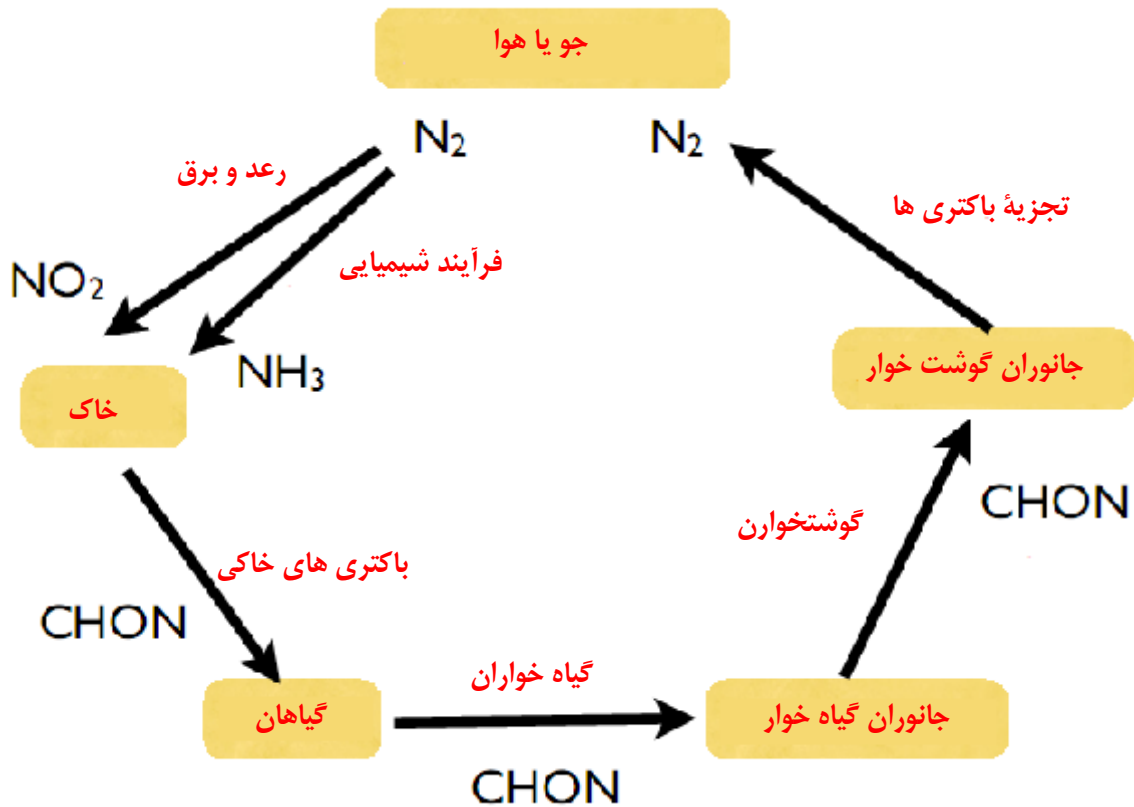 جو یا هوا
N₂
N₂
رعد و برق
تجزیۀ باکتری ها
فرآیند شیمیایی
NO₂
NH₃
جانوران گوشت خوار
خاک
CHON
گوشتخوارن
باکتری های خاکی
CHON
گیاه خواران
گیاهان
جانوران گیاه خوار
CHON